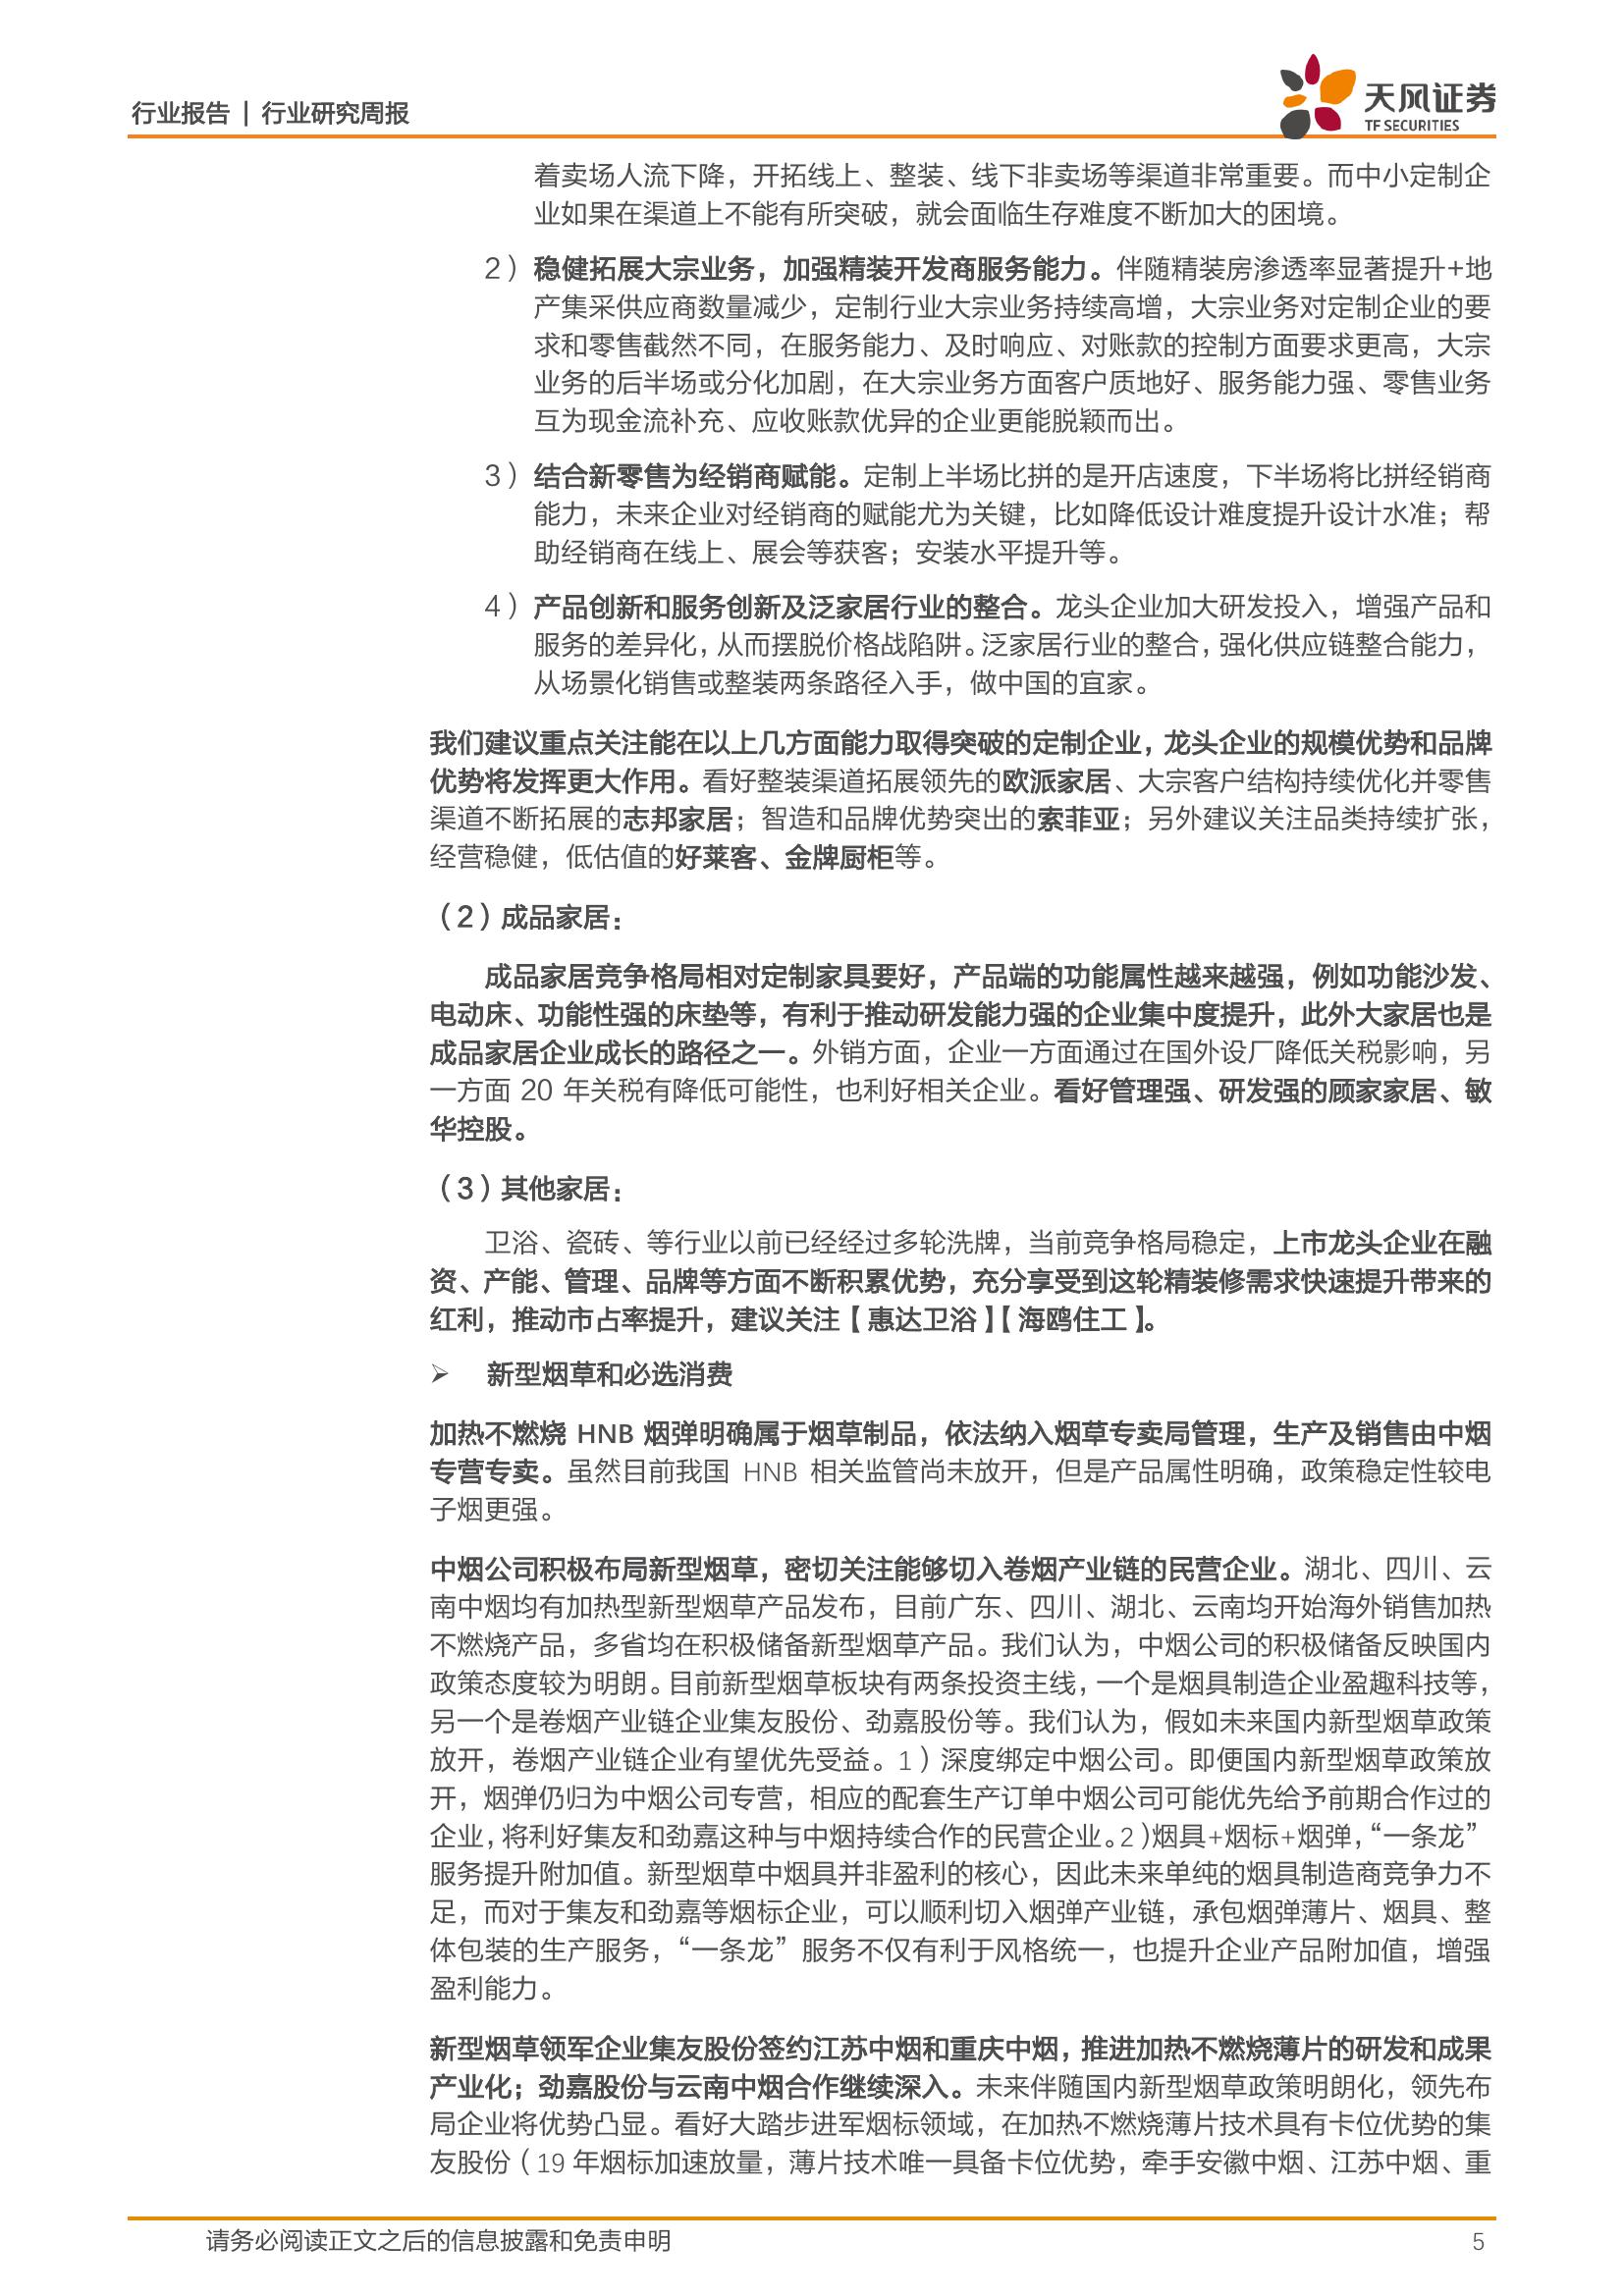 行业报告 | 行业研究周报
天风证券
TF SECURITIES
着卖场人流下降，开拓线上、整装、线下非卖场等渠道非常重要。而中小定制企
业如果在渠道上不能有所突破，就会面临生存难度不断加大的困境。
2）稳健拓展大宗业务，加强精装开发商服务能力。伴随精装房渗透率显著提升+地
产集采供应商数量减少，定制行业大宗业务持续高增，大宗业务对定制企业的要
求和零售截然不同，在服务能力、及时响应、对账款的控制方面要求更高，大宗
业务的后半场或分化加剧，在大宗业务方面客户质地好、服务能力强、零售业务
互为现金流补充、应收账款优异的企业更能脱颖而出。
3）结合新零售为经销商赋能。定制上半场比拼的是开店速度，下半场将比拼经销商
能力，未来企业对经销商的赋能尤为关键，比如降低设计难度提升设计水准；帮
助经销商在线上、展会等获客；安装水平提升等。
4）产品创新和服务创新及泛家居行业的整合。龙头企业加大研发投入，增强产品和
服务的差异化，从而摆脱价格战陷阱。泛家居行业的整合，强化供应链整合能力，
从场景化销售或整装两条路径入手，做中国的宜家。
我们建议重点关注能在以上几方面能力取得突破的定制企业，龙头企业的规模优势和品牌
优势将发挥更大作用。看好整装渠道拓展领先的欧派家居、大宗客户结构持续优化并零售
渠道不断拓展的志邦家居；智造和品牌优势突出的索菲亚；另外建议关注品类持续扩张，
经营稳健，低估值的好莱客、金牌厨柜等。
（2）成品家居：
成品家居竞争格局相对定制家具要好，产品端的功能属性越来越强，例如功能沙发、
电动床、功能性强的床垫等，有利于推动研发能力强的企业集中度提升，此外大家居也是
成品家居企业成长的路径之一。外销方面，企业一方面通过在国外设厂降低关税影响，另
一方面 20 年关税有降低可能性，也利好相关企业。看好管理强、研发强的顾家家居、敏
华控股。
（3）其他家居：
卫浴、瓷砖、等行业以前已经经过多轮洗牌，当前竞争格局稳定，上市龙头企业在融
资、产能、管理、品牌等方面不断积累优势，充分享受到这轮精装修需求快速提升带来的
红利，推动市占率提升，建议关注【惠达卫浴】【海鸥住工】。
➢ 新型烟草和必选消费
加热不燃烧 HNB 烟弹明确属于烟草制品，依法纳入烟草专卖局管理，生产及销售由中烟
专营专卖。虽然目前我国 HNB 相关监管尚未放开，但是产品属性明确，政策稳定性较电
子烟更强。
中烟公司积极布局新型烟草，密切关注能够切入卷烟产业链的民营企业。湖北、四川、云
南中烟均有加热型新型烟草产品发布，目前广东、四川、湖北、云南均开始海外销售加热
不燃烧产品，多省均在积极储备新型烟草产品。我们认为，中烟公司的积极储备反映国内
政策态度较为明朗。目前新型烟草板块有两条投资主线，一个是烟具制造企业盈趣科技等，
另一个是卷烟产业链企业集友股份、劲嘉股份等。我们认为，假如未来国内新型烟草政策
放开，卷烟产业链企业有望优先受益。1）深度绑定中烟公司。即便国内新型烟草政策放
开，烟弹仍归为中烟公司专营，相应的配套生产订单中烟公司可能优先给予前期合作过的
企业，将利好集友和劲嘉这种与中烟持续合作的民营企业。2）烟具+烟标+烟弹，“一条龙”
服务提升附加值。新型烟草中烟具并非盈利的核心，因此未来单纯的烟具制造商竞争力不
足，而对于集友和劲嘉等烟标企业，可以顺利切入烟弹产业链，承包烟弹薄片、烟具、整
体包装的生产服务，“一条龙”服务不仅有利于风格统一，也提升企业产品附加值，增强
盈利能力。
新型烟草领军企业集友股份签约江苏中烟和重庆中烟，推进加热不燃烧薄片的研发和成果
产业化；劲嘉股份与云南中烟合作继续深入。未来伴随国内新型烟草政策明朗化，领先布
局企业将优势凸显。看好大踏步进军烟标领域，在加热不燃烧薄片技术具有卡位优势的集
友股份（19 年烟标加速放量，薄片技术唯一具备卡位优势，牵手安徽中烟、江苏中烟、重
请务必阅读正文之后的信息披露和免责申明
5